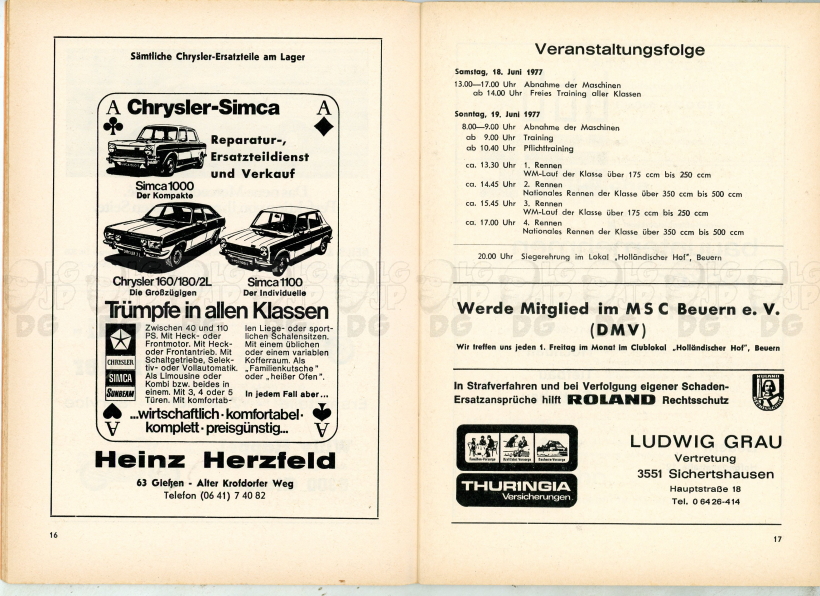 Sämtliche Chrysler-Ersatzteile am Lager
A Chrysler-Simca A
Reparatur-,
Ersatzteildienst
und Verkauf
Simca 1000
Der Kompakte
Chrysler 160/180/2L
Die Großzügigen
Simca 1100
Der Individuelle
Trümpfe in allen Klassen
CHRYSLER
SIMCA
SUNBEAM
Zwischen 40 und 110
PS. Mit Heck- oder
Frontmotor. Mit Heck-
oder Frontantrieb. Mit
Schaltgetriebe, Selek-
tiv- oder Vollautomatik.
Als Limousine oder
Kombi bzw. beides in
einem. Mit 3, 4 oder 5
Türen. Mit komfortab-
len Liege- oder sport-
lichen Schalensitzen.
Mit einem üblichen
oder einem variablen
Kofferraum. Als
„Familienkutsche"
oder „heißer Ofen".
In jedem Fall aber ...
...wirtschaftlich · komfortabel ·
komplett · preisgünstig...
A A
Heinz Herzfeld
63 Gießen - Alter Krofdorfer Weg
Telefon (06 41) 7 40 82
16
Veranstaltungsfolge
Samstag, 18. Juni 1977
13.00—17.00 Uhr Abnahme der Maschinen
ab 14.00 Uhr Freies Training aller Klassen
Sonntag, 19. Juni 1977
8.00—9.00 Uhr Abnahme der Maschinen
ab 9.00 Uhr Training
ab 10.40 Uhr Pflichttraining
ca. 13.30 Uhr 1. Rennen
WM-Lauf der Klasse über 175 ccm bis 250 ccm
ca. 14.45 Uhr 2. Rennen
Nationales Rennen der Klasse über 350 ccm bis 500 ccm
ca. 15.45 Uhr 3. Rennen
WM-Lauf der Klasse über 175 ccm bis 250 ccm
ca. 17.00 Uhr 4. Rennen
Nationales Rennen der Klasse über 350 ccm bis 500 ccm
20.00 Uhr Siegerehrung im Lokal „Holländischer Hof", Beuern
Werde Mitglied im MSC Beuern e. V.
(DMV)
Wir treffen uns jeden 1. Freitag im Monat im Clublokal „Holländischer Hof", Beuern
In Strafverfahren und bei Verfolgung eigener Schaden-
Ersatzansprüche hilft ROLAND Rechtsschutz
ROLAND
Familien-Vorsorge Kraftfahrt-Vorsorge
THURINGIA
Versicherungen
LUDWIG GRAU
Vertretung
3551 Sichertshausen
Hauptstraße 18
Tel. 0 64 26-414
17
LG
JP
DG